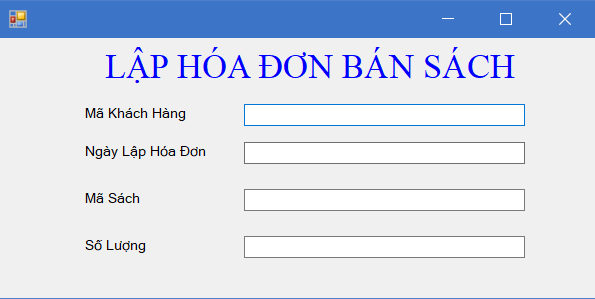 LẬP HÓA ĐƠN BÁN SÁCH
Mã Khách Hàng
Ngày Lập Hóa Đơn
Mã Sách
Số Lượng